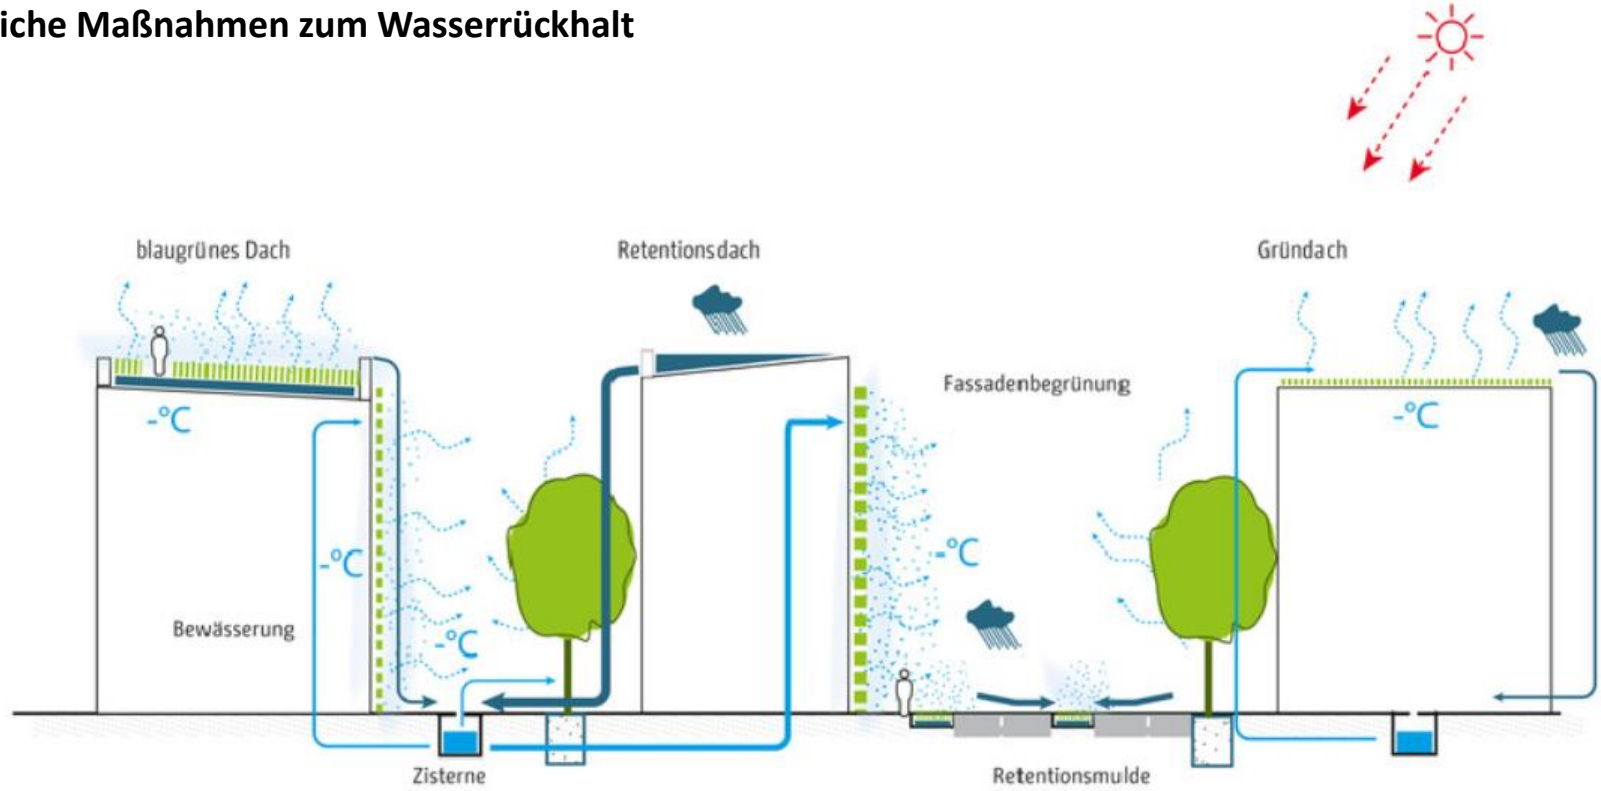 iche Maßnahmen zum Wasserrückhalt
blaugrünes Dach
Retentionsdach
Gründach
Fassadenbegrünung
-°C
-°C
-°C
-°C
-°C
Bewässerung
Zisterne
Retentionsmulde